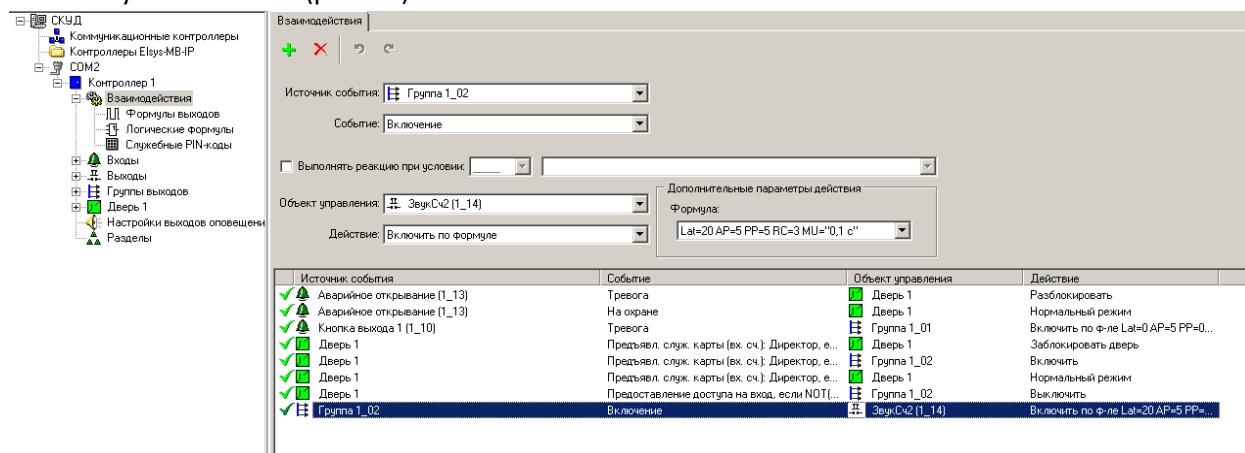 СКУД
Коммуникационные контроллеры
Контроллеры Elsys-MB-IP
COM2
Контроллер 1
Взаимодействия
Формулы выходов
Логические формулы
Служебные PIN-коды
Входы
Выходы
Группы выходов
Дверь 1
Настройки выходов оповещени
Разделы
Взаимодействия
Источник события: Группа 1_02
Событие: Включение
Выполнять реакцию при условии: ____
Объект управления: ЗвукСч2 (1_14)
Действие: Включить по формуле
Дополнительные параметры действия
Формула:
Lat=20 AP=5 PP=5 RC=3 MU="0,1 с"
Источник события Событие Объект управления Действие
Аварийное открывание (1_13) Тревога Дверь 1 Разблокировать
Аварийное открывание (1_13) На охране Дверь 1 Нормальный режим
Кнопка выхода 1 (1_10) Тревога Группа 1_01 Включить по ф-ле Lat=0 AP=5 PP=0...
Дверь 1 Предъявл. служ. карты (вх. сч.): Директор, е... Дверь 1 Заблокировать дверь
Дверь 1 Предъявл. служ. карты (вх. сч.): Директор, е... Группа 1_02 Включить
Дверь 1 Предъявл. служ. карты (вх. сч.): Директор, е... Дверь 1 Нормальный режим
Дверь 1 Предоставление доступа на вход, если NOT(... Группа 1_02 Выключить
Группа 1_02 Включение ЗвукСч2 (1_14) Включить по ф-ле Lat=20 AP=5 PP=...